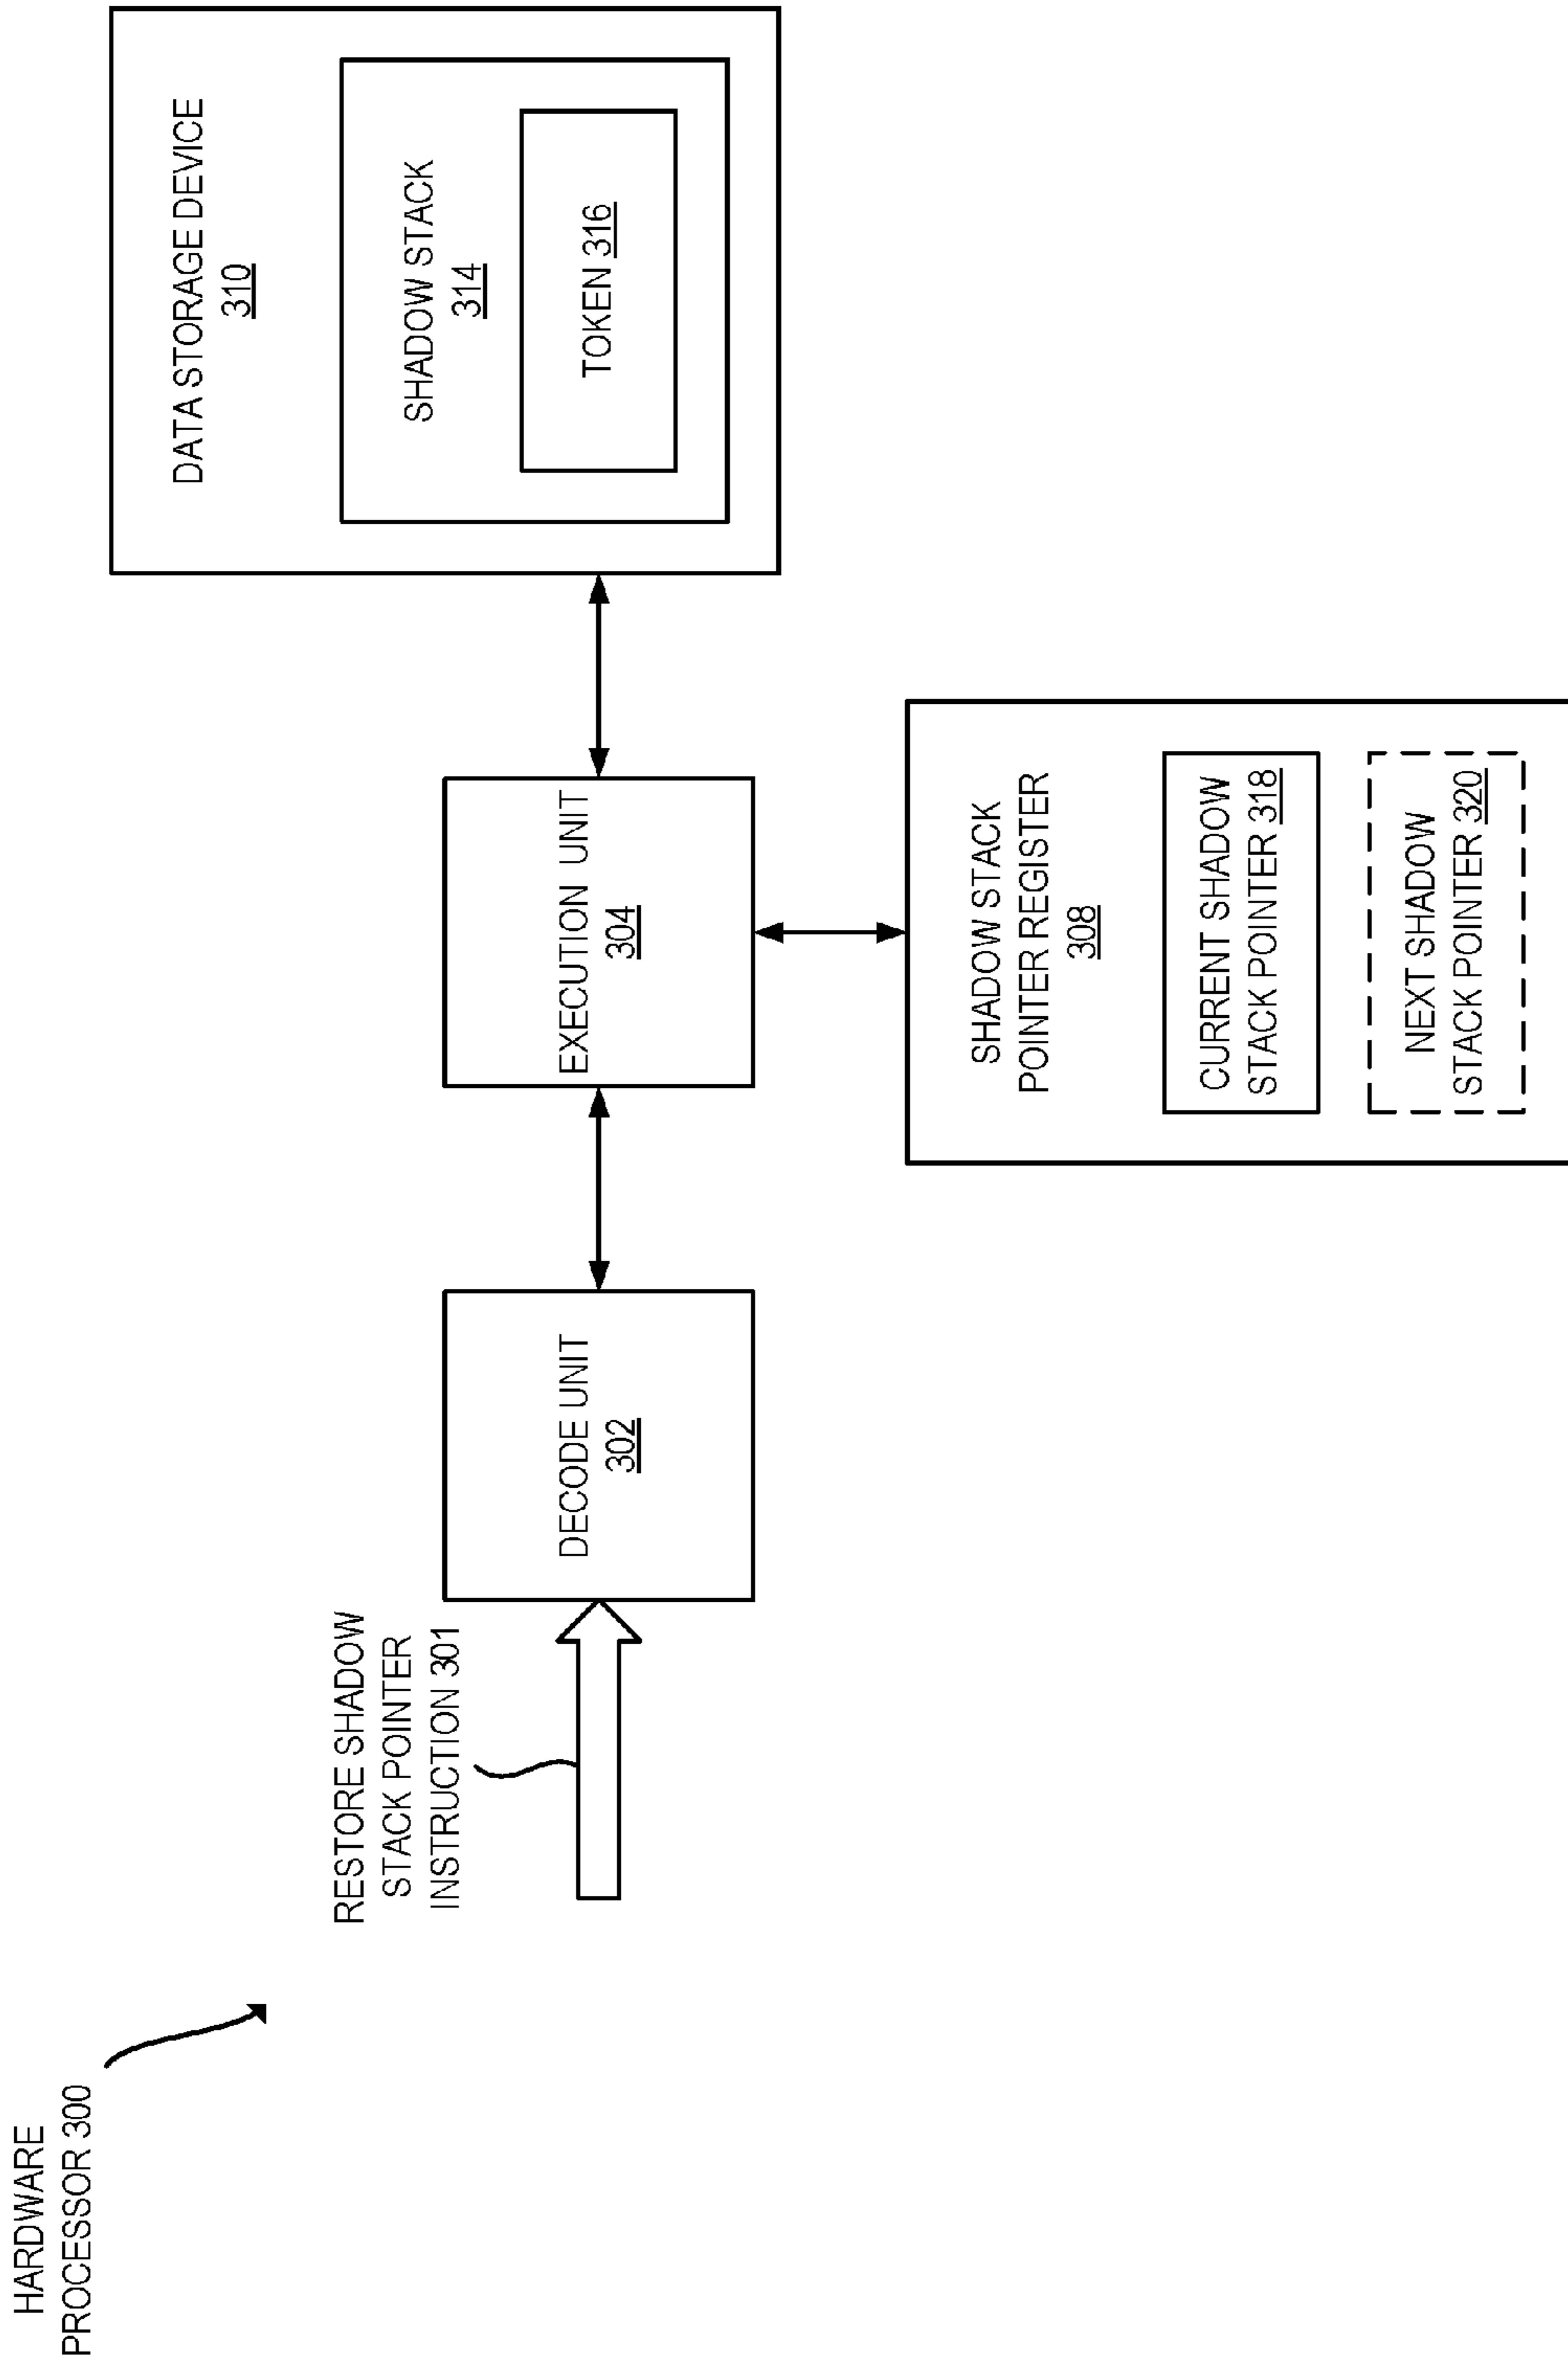 HARDWARE
PROCESSOR 300
RESTORE SHADOW
STACK POINTER
INSTRUCTION 301
DECODE UNIT
302
EXECUTION UNIT
304
DATA STORAGE DEVICE
310
SHADOW STACK
314
TOKEN 316
SHADOW STACK
POINTER REGISTER
308
CURRENT SHADOW
STACK POINTER 318
NEXT SHADOW
STACK POINTER 320